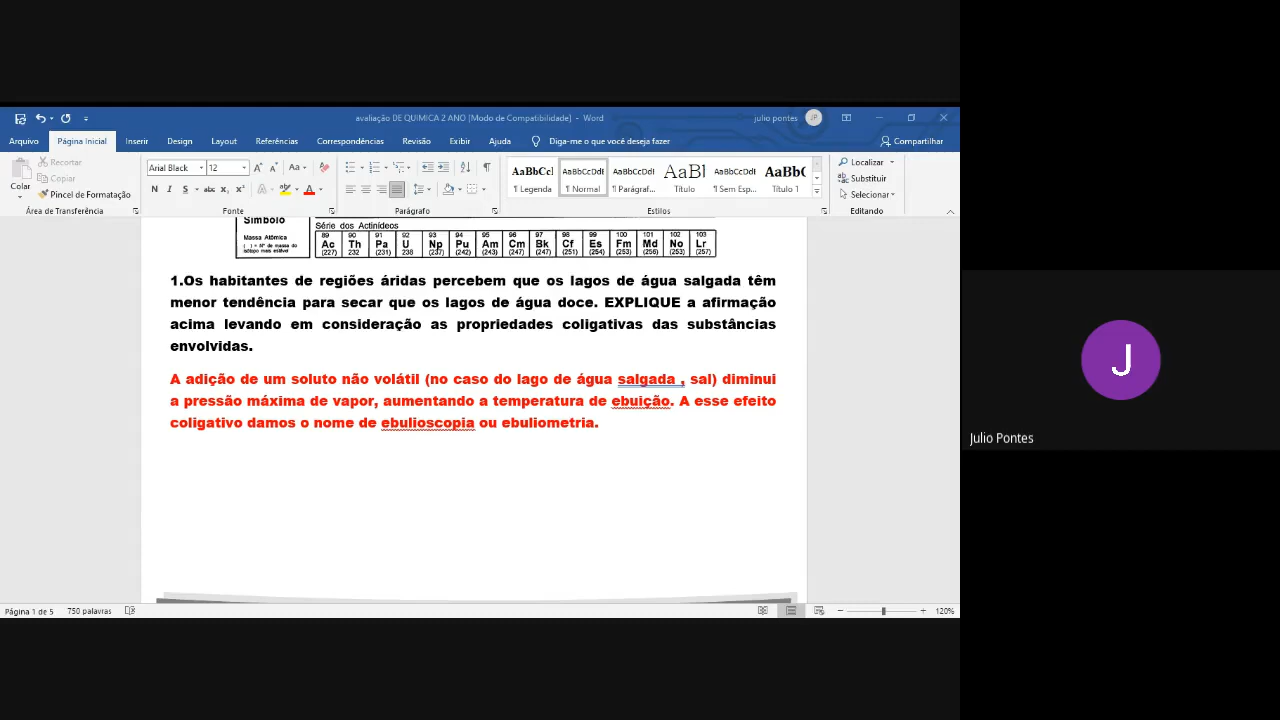 avaliação DE QUIMICA 2 ANO [Modo de Compatibilidade] - Word
julio pontes
JP
Arquivo Página Inicial Inserir Design Layout Referências Correspondências Revisão Exibir Ajuda Diga-me o que você deseja fazer Compartilhar
Colar
Recortar
Copiar
Pincel de Formatação
Área de Transferência
Arial Black 12
Fonte
Parágrafo
AaBbCcI AaBbCcDdI AaBbCcDdI AaBl AaBbCcDdI AaBb(
¶ Legenda ¶ Normal ¶ Parágraf... Título ¶ Sem Esp... Título 1
Estilos
Localizar
Substituir
Selecionar
Editando
Símbolo
Massa Atômica
( ) = Nº de massa do
isótopo mais estável
Série dos Actinídeos
89 90 91 92 93 94 95 96 97 98 99 100 101 102 103
Ac Th Pa U Np Pu Am Cm Bk Cf Es Fm Md No Lr
(227) 232 (231) 238 (237) (242) (243) (247) (247) (251) (254) (253) (256) (253) (257)
1.Os habitantes de regiões áridas percebem que os lagos de água salgada têm
menor tendência para secar que os lagos de água doce. EXPLIQUE a afirmação
acima levando em consideração as propriedades coligativas das substâncias
envolvidas.
A adição de um soluto não volátil (no caso do lago de água salgada , sal) diminui
a pressão máxima de vapor, aumentando a temperatura de ebuição. A esse efeito
coligativo damos o nome de ebulioscopia ou ebuliometria.
Página 1 de 5 750 palavras 120%
J
Julio Pontes